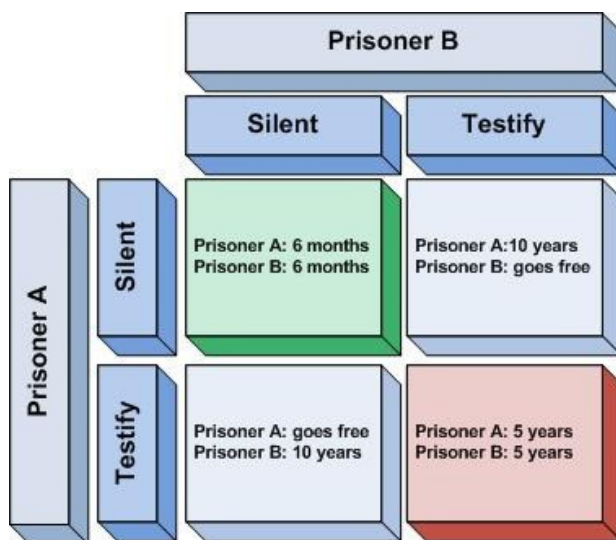 Prisoner B
Silent
Testify
Prisoner A
Silent
Prisoner A: 6 months
Prisoner B: 6 months
Prisoner A:10 years
Prisoner B: goes free
Testify
Prisoner A: goes free
Prisoner B: 10 years
Prisoner A: 5 years
Prisoner B: 5 years